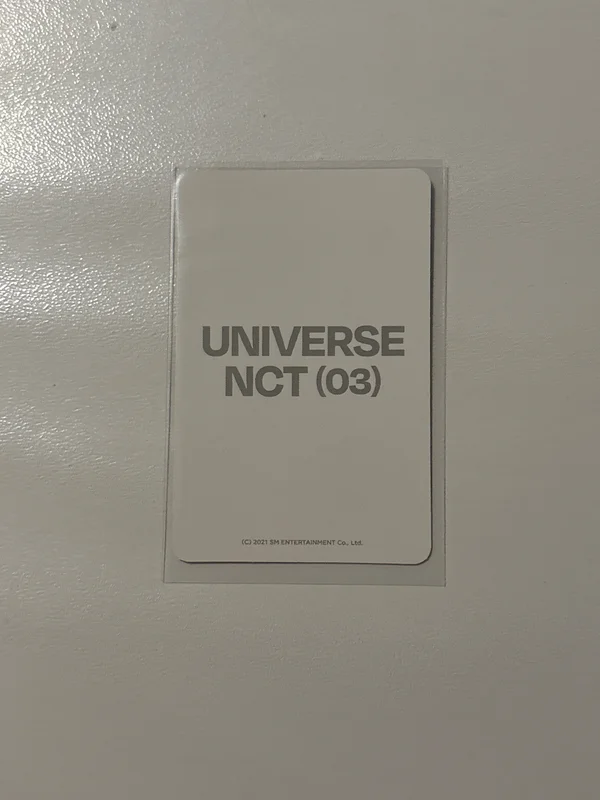 UNIVERSE
NCT (03)
(C) 2021 SM ENTERTAINMENT Co., Ltd.